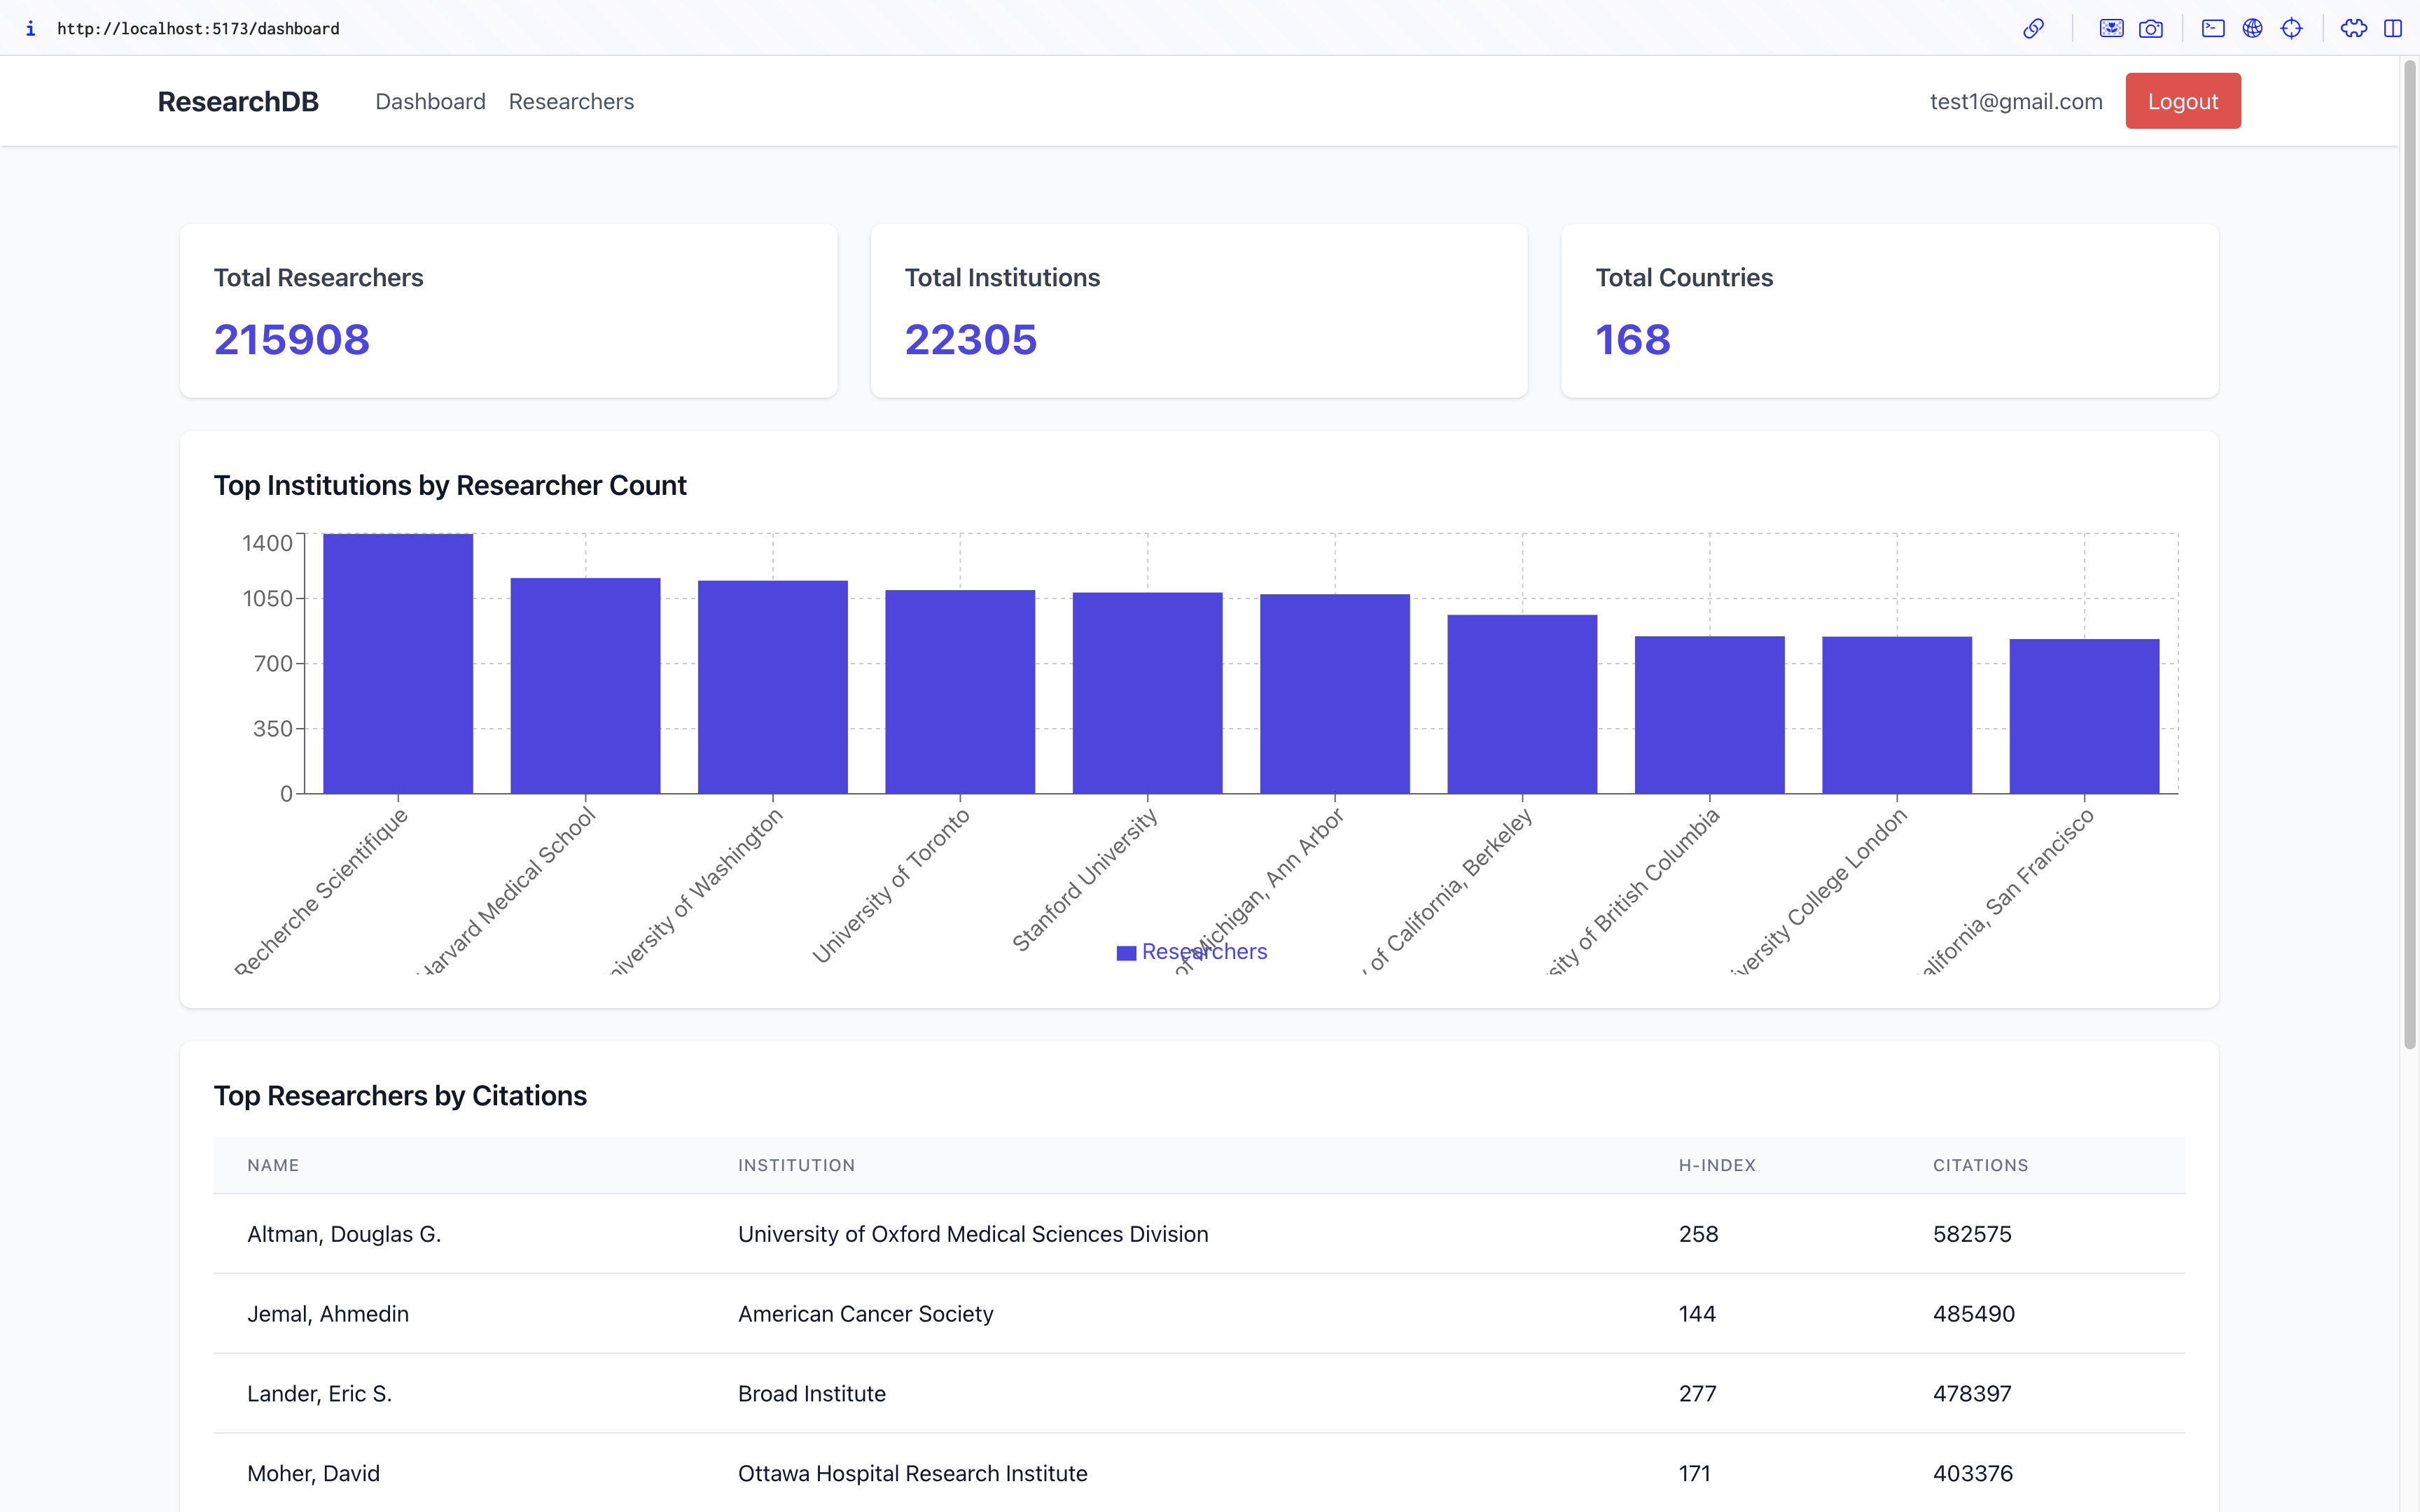 i http://localhost:5173/dashboard
ResearchDB Dashboard Researchers test1@gmail.com Logout
Total Researchers
215908
Total Institutions
22305
Total Countries
168
Top Institutions by Researcher Count
1400
1050
700
350
0
Recherche Scientifique
Harvard Medical School
of Washington
University of Toronto
Stanford University
of Michigan, Ann Arbor
of California, Berkeley
of British Columbia
College London
San Francisco
Researchers
Top Researchers by Citations
NAME INSTITUTION H-INDEX CITATIONS
Altman, Douglas G. University of Oxford Medical Sciences Division 258 582575
Jemal, Ahmedin American Cancer Society 144 485490
Lander, Eric S. Broad Institute 277 478397
Moher, David Ottawa Hospital Research Institute 171 403376